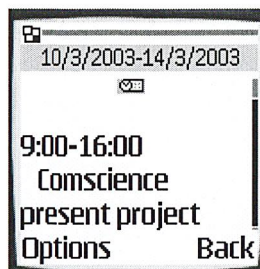 10/3/2003-14/3/2003
9:00-16:00
Comscience
present project
Options Back